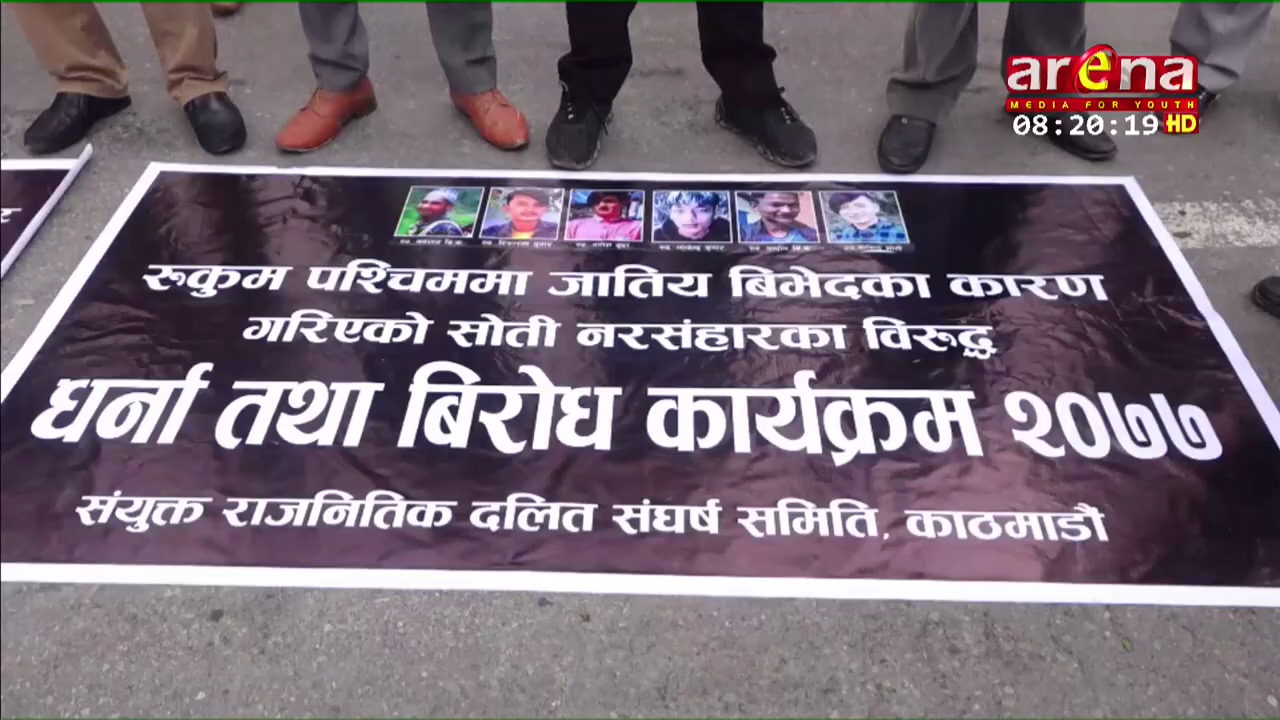 arena
MEDIA FOR YOUTH
08:20:19 HD
रुकुम पश्चिममा जातिय बिभेदका कारण
गरिएको सोती नरसंहारका विरुद्ध
धर्ना तथा बिरोध कार्यक्रम २०७७
संयुक्त राजनितिक दलित संघर्ष समिति, काठमाडौं